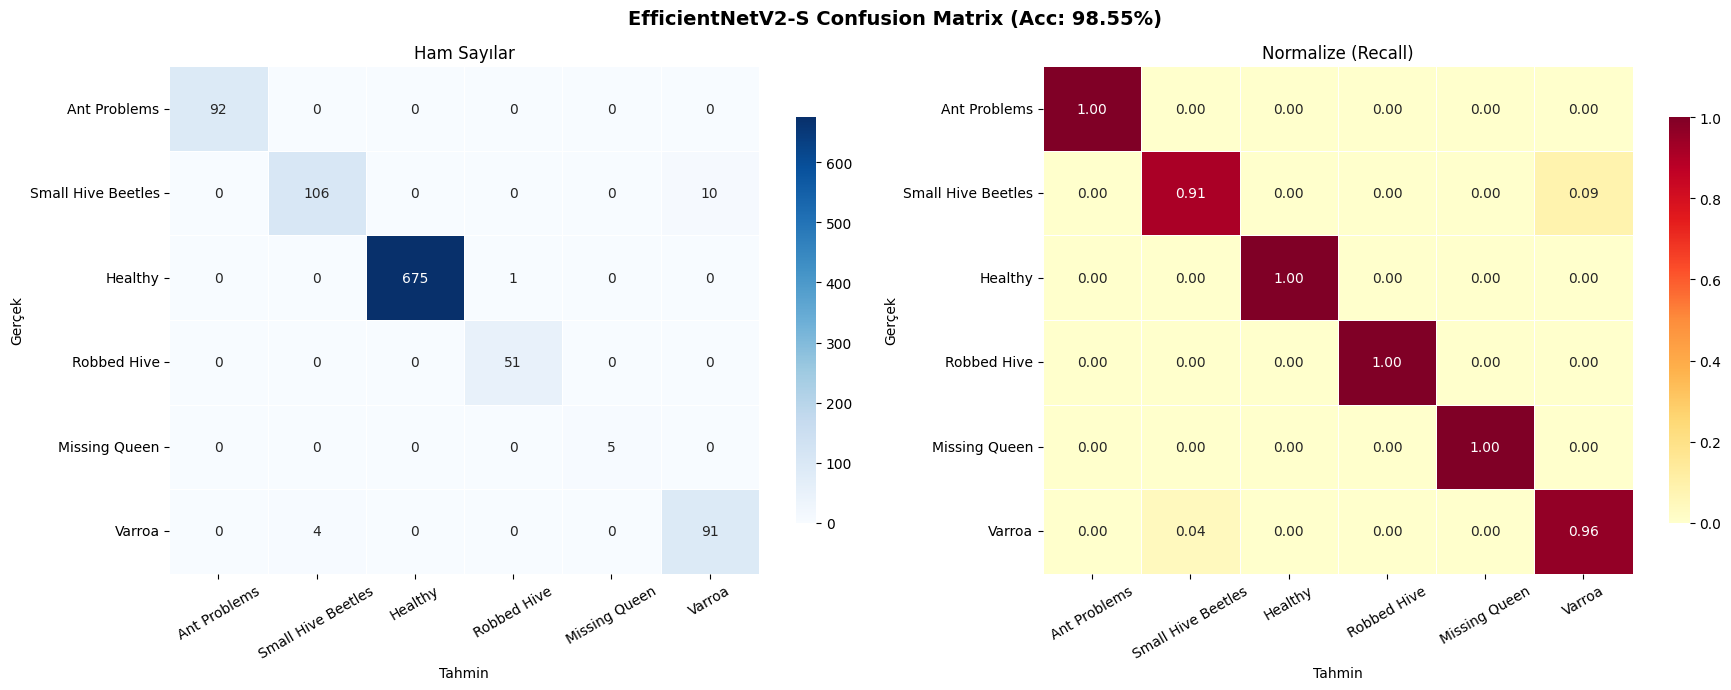 EfficientNetV2-S Confusion Matrix (Acc: 98.55%)
Ham Sayılar
Gerçek
Ant Problems 92 0 0 0 0 0
Small Hive Beetles 0 106 0 0 0 10
Healthy 0 0 675 1 0 0
Robbed Hive 0 0 0 51 0 0
Missing Queen 0 0 0 0 5 0
Varroa 0 4 0 0 0 91
Ant Problems Small Hive Beetles Healthy Robbed Hive Missing Queen Varroa
Tahmin
600
500
400
300
200
100
0
Normalize (Recall)
Gerçek
Ant Problems 1.00 0.00 0.00 0.00 0.00 0.00
Small Hive Beetles 0.00 0.91 0.00 0.00 0.00 0.09
Healthy 0.00 0.00 1.00 0.00 0.00 0.00
Robbed Hive 0.00 0.00 0.00 1.00 0.00 0.00
Missing Queen 0.00 0.00 0.00 0.00 1.00 0.00
Varroa 0.00 0.04 0.00 0.00 0.00 0.96
Ant Problems Small Hive Beetles Healthy Robbed Hive Missing Queen Varroa
Tahmin
1.0
0.8
0.6
0.4
0.2
0.0